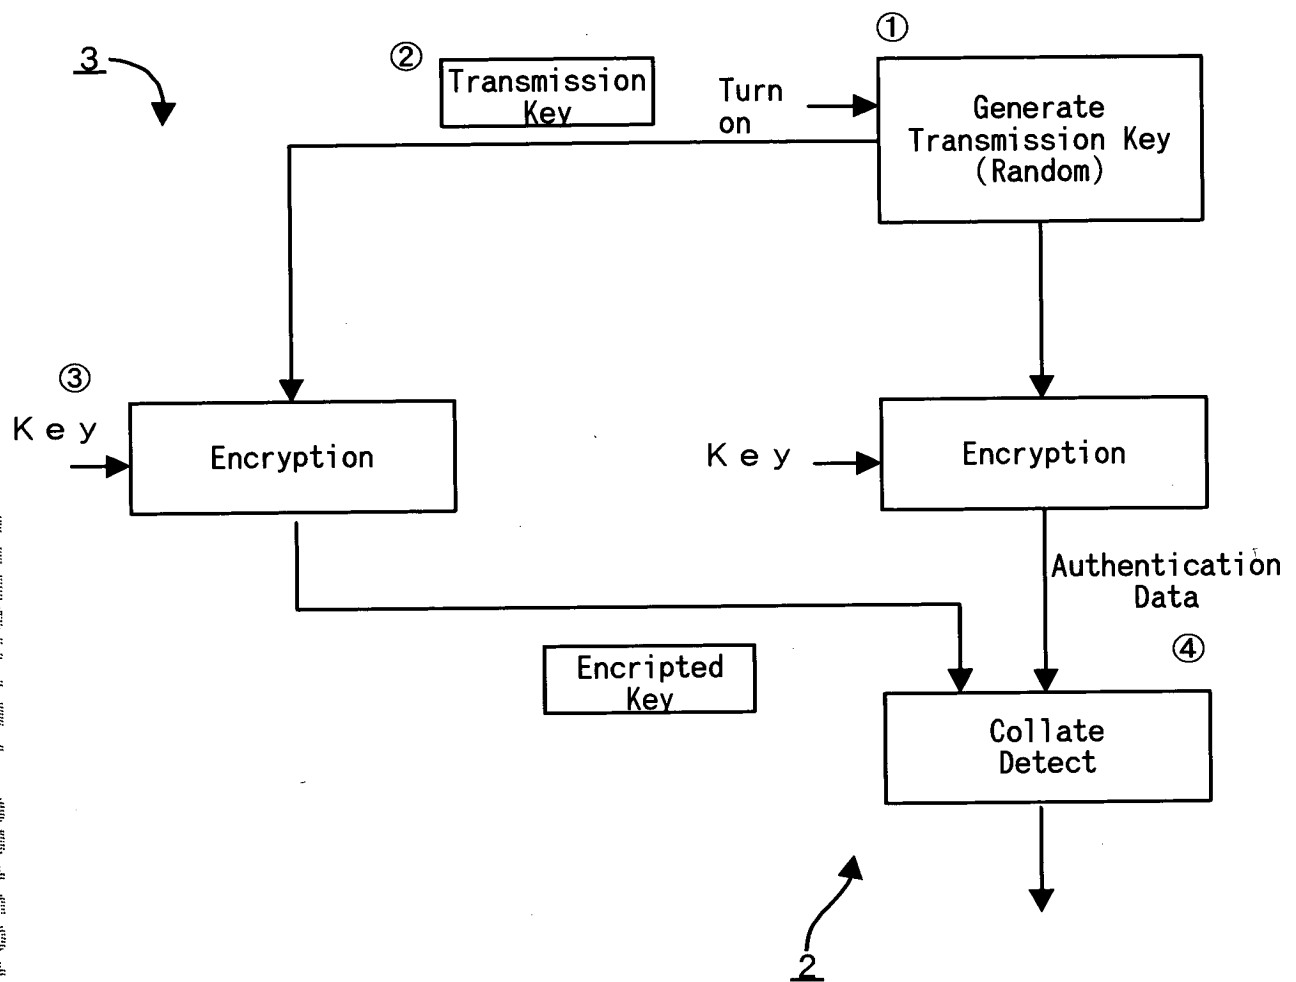 ①
3
②
Transmission
Key
Turn
on
Generate
Transmission Key
(Random)
③
Key
Encryption
Key
Encryption
Authentication
Data
④
Encripted
Key
Collate
Detect
2